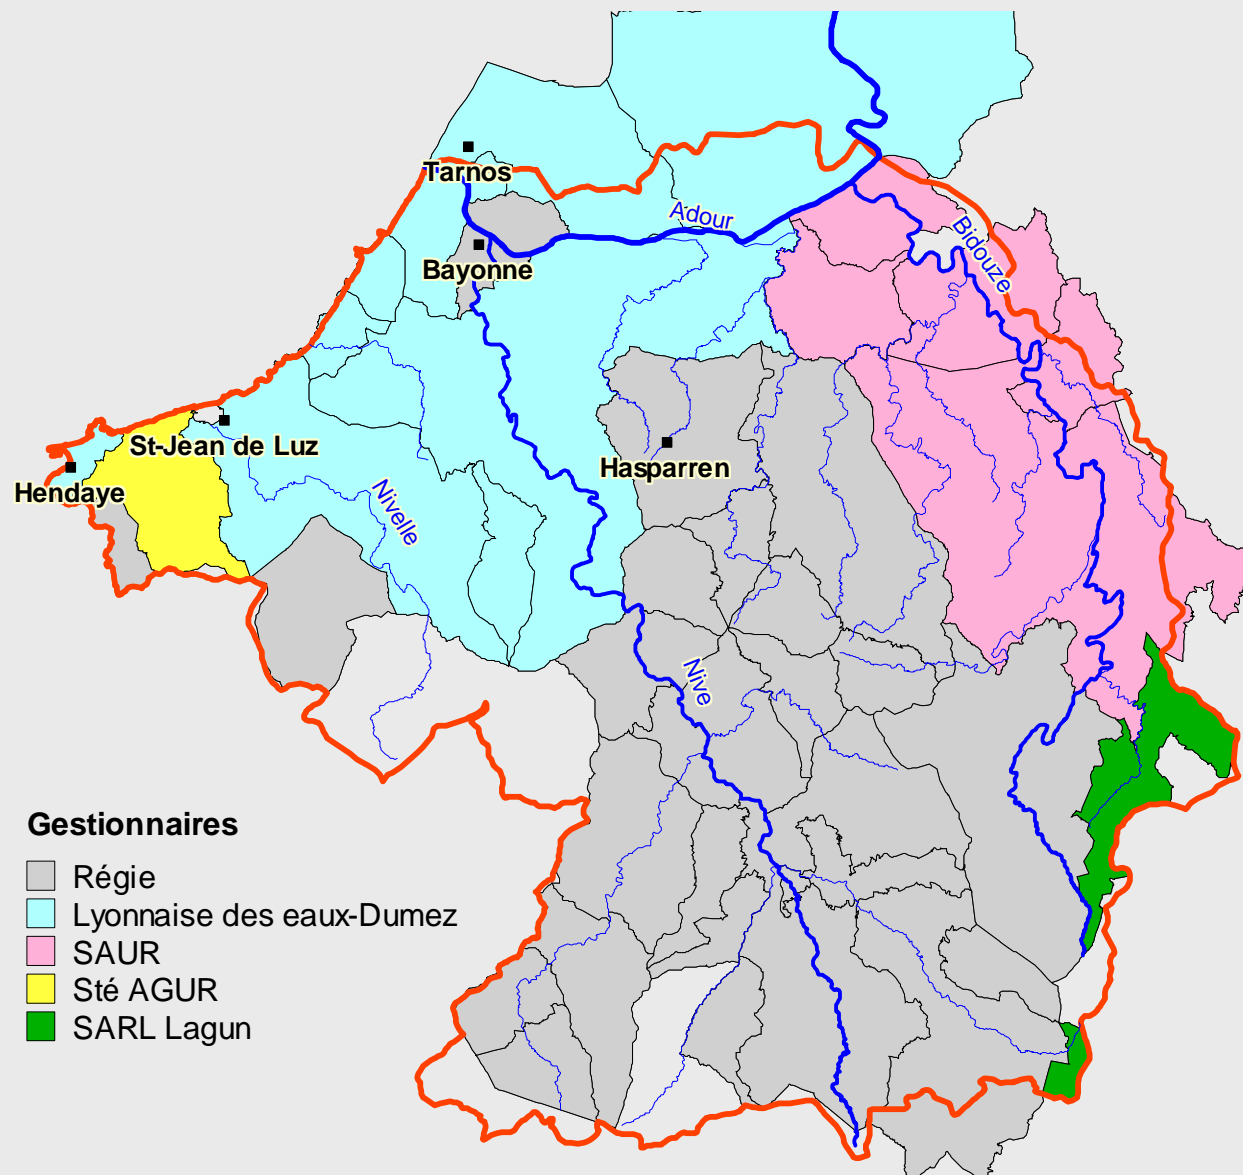 Tarnos
Adour
Bidouze
Bayonne
St-Jean de Luz
Hasparren
Hendaye
Nivelle
Nive
Gestionnaires
Régie
Lyonnaise des eaux-Dumez
SAUR
Sté AGUR
SARL Lagun